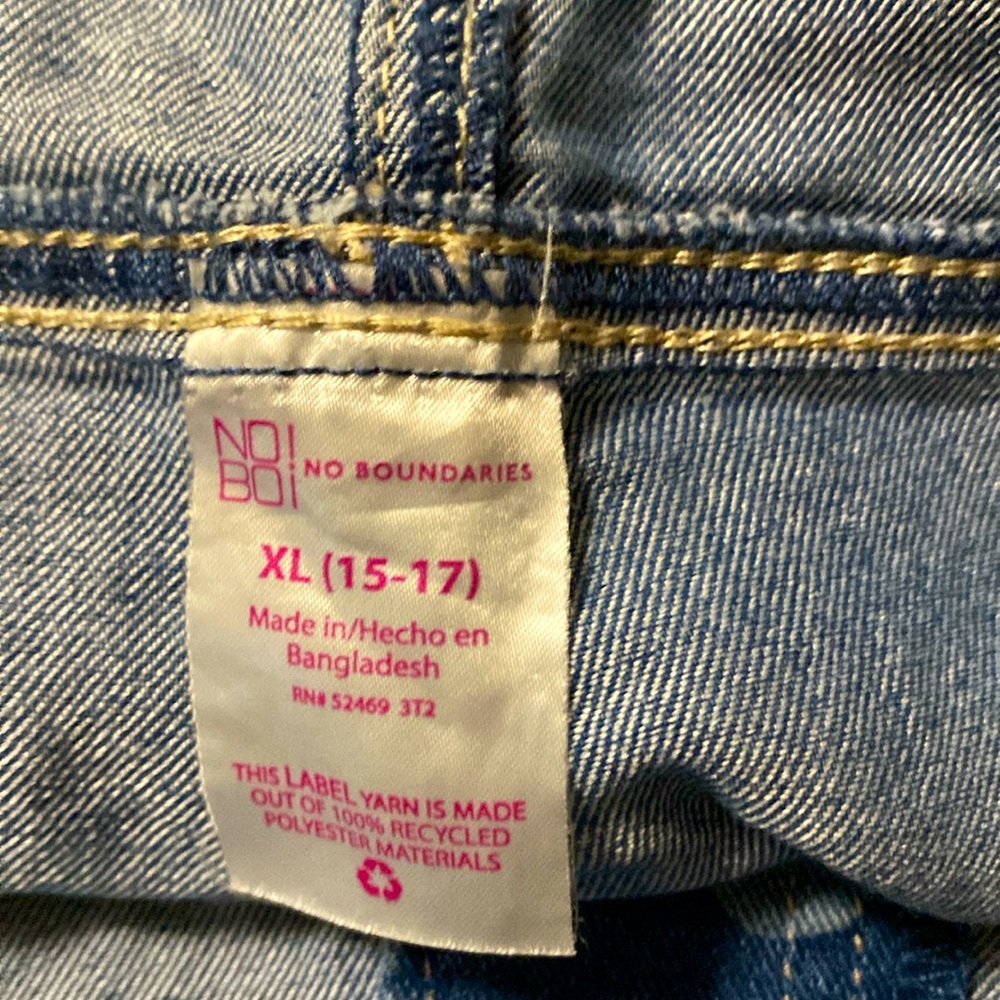 NO!
BO¡
NO BOUNDARIES
XL (15-17)
Made in/Hecho en
Bangladesh
RN# 52469 3T2
THIS LABEL YARN IS MADE
OUT OF 100% RECYCLED
POLYESTER MATERIALS